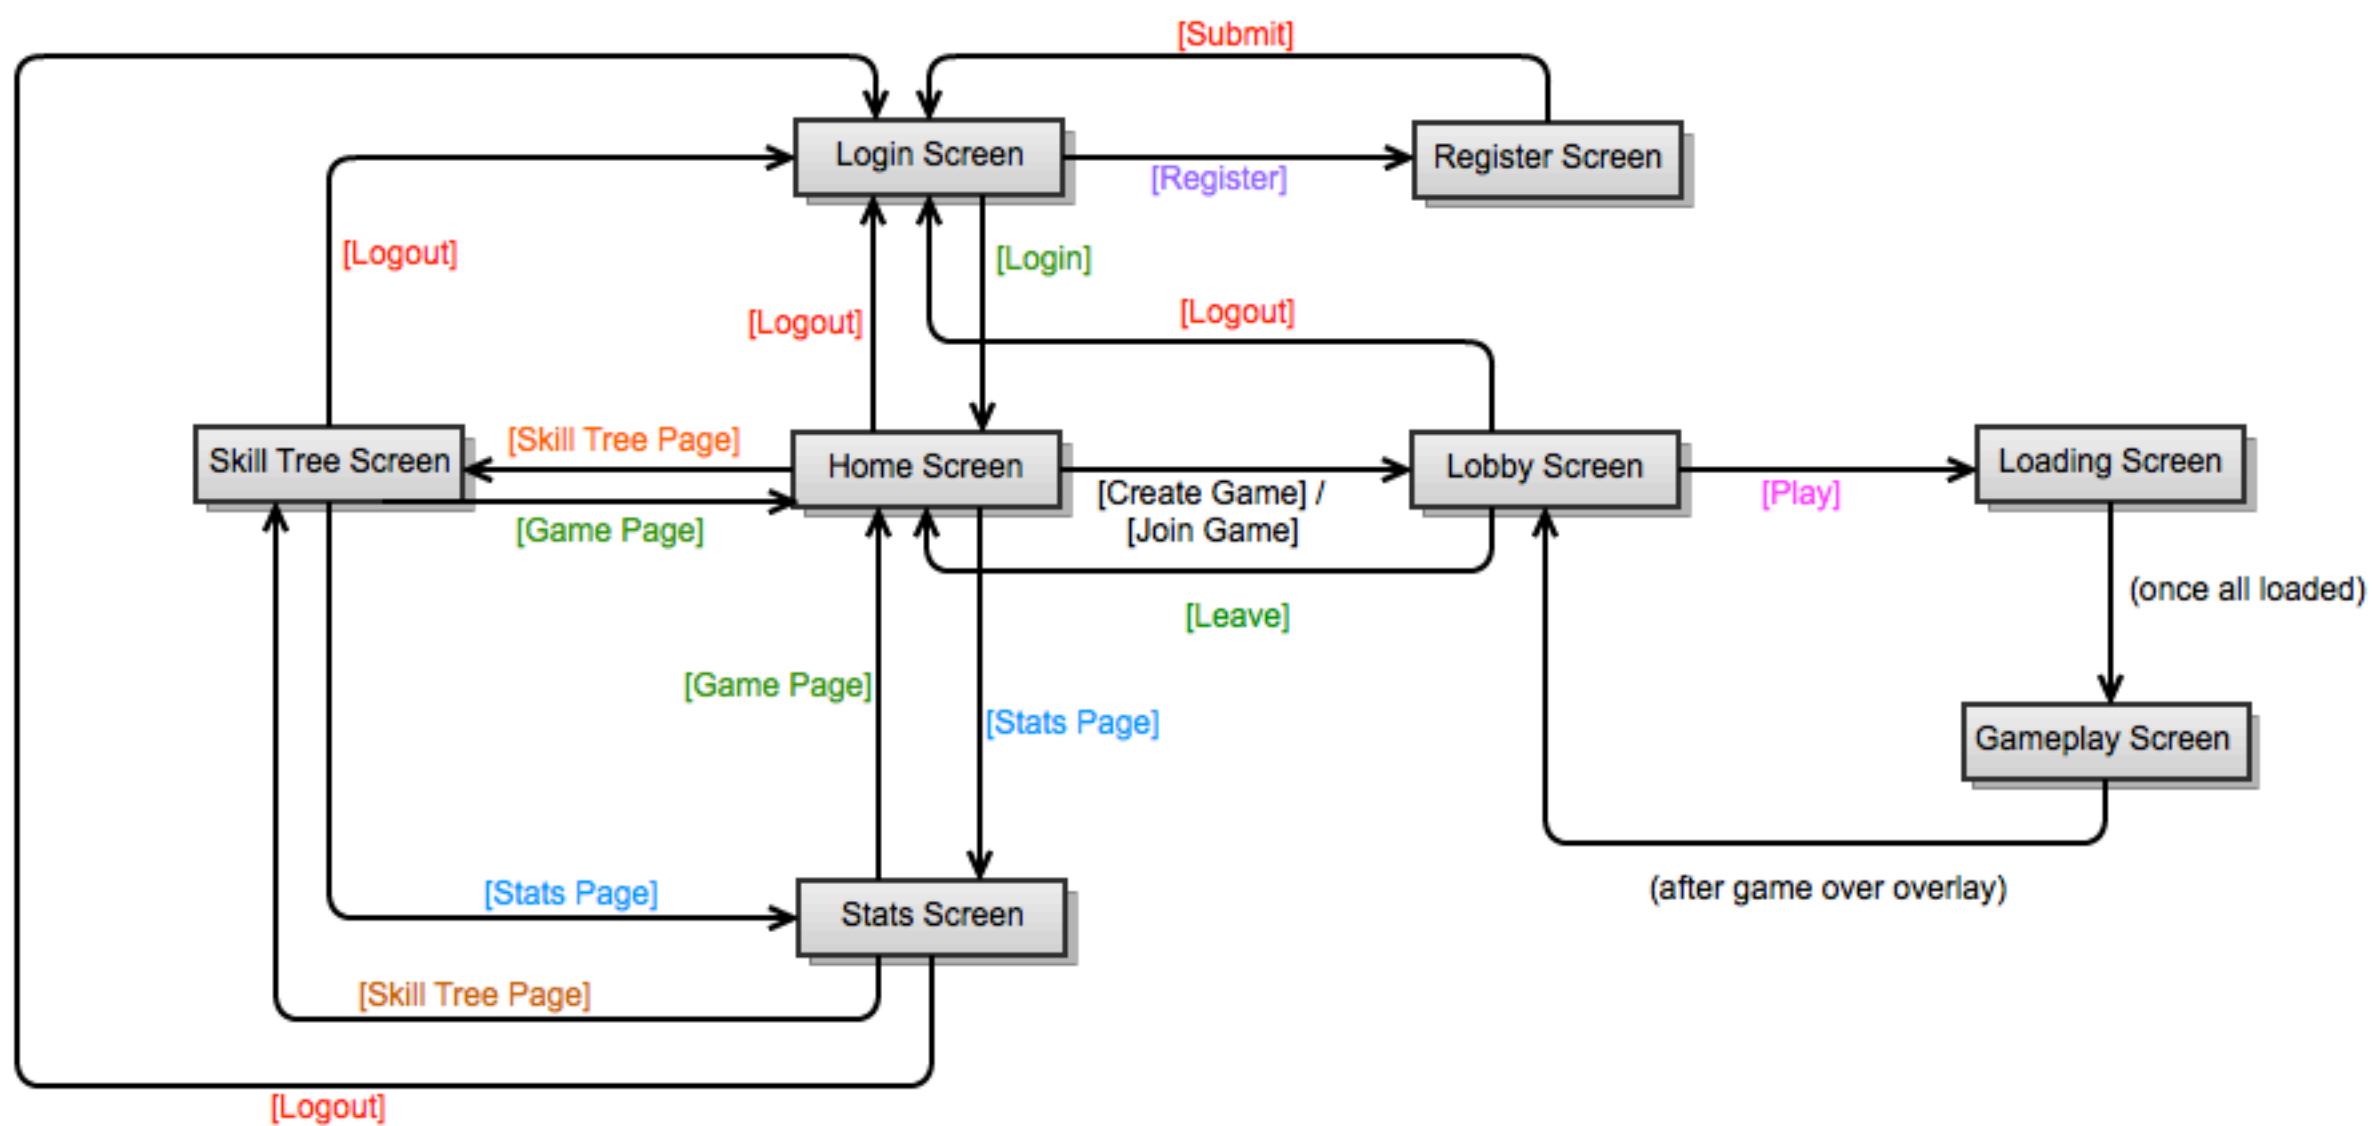 [Submit]
Login Screen
Register Screen
[Register]
[Logout]
[Login]
[Logout]
[Logout]
[Skill Tree Page]
Skill Tree Screen
Home Screen
Lobby Screen
Loading Screen
[Create Game] /
[Join Game]
[Play]
[Game Page]
(once all loaded)
[Leave]
[Game Page]
[Stats Page]
Gameplay Screen
[Stats Page]
(after game over overlay)
Stats Screen
[Skill Tree Page]
[Logout]